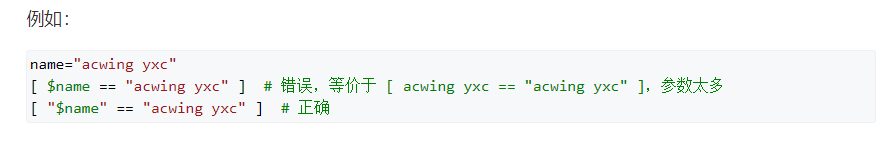 例如：
name="acwing yxc"
[ $name == "acwing yxc" ]  # 错误，等价于 [ acwing yxc == "acwing yxc" ]，参数太多
[ "$name" == "acwing yxc" ]  # 正确